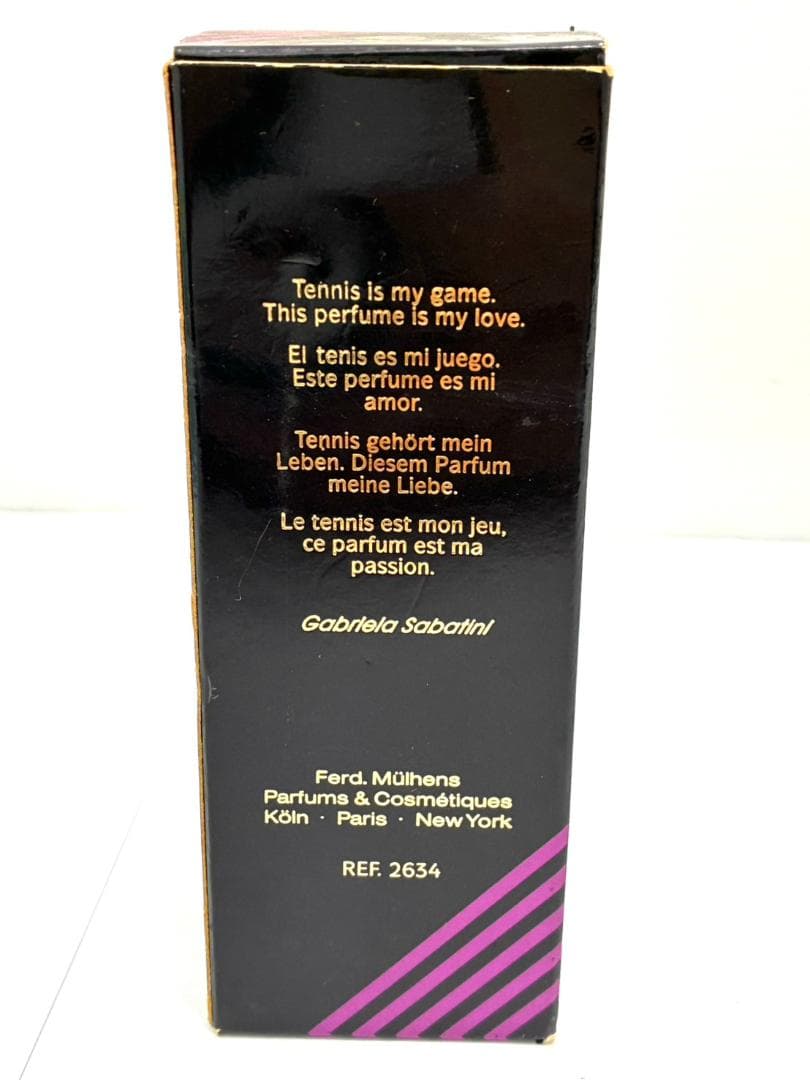 Tennis is my game.
This perfume is my love.
El tenis es mi juego.
Este perfume es mi
amor.
Tennis gehört mein
Leben. Diesem Parfum
meine Liebe.
Le tennis est mon jeu,
ce parfum est ma
passion.
Gabriela Sabatini
Ferd. Mülhens
Parfums & Cosmétiques
Köln · Paris · New York
REF. 2634